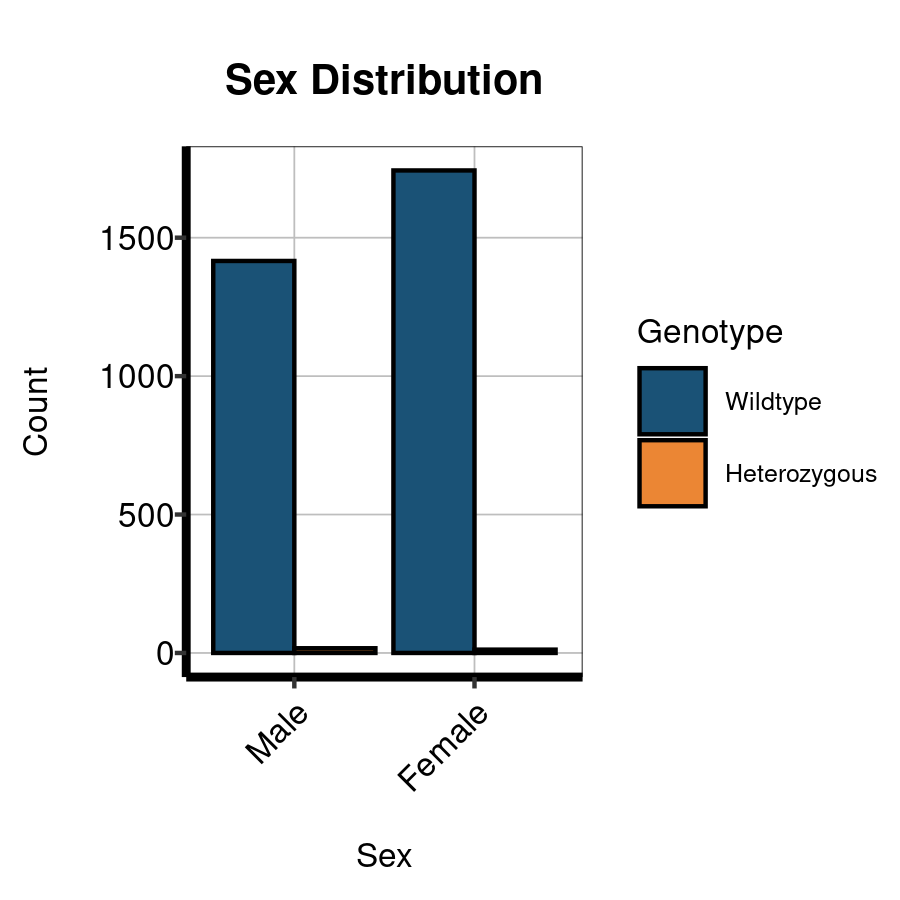 Sex Distribution
1500
1000
500
0
Count
Male
Female
Sex
Genotype
Wildtype
Heterozygous